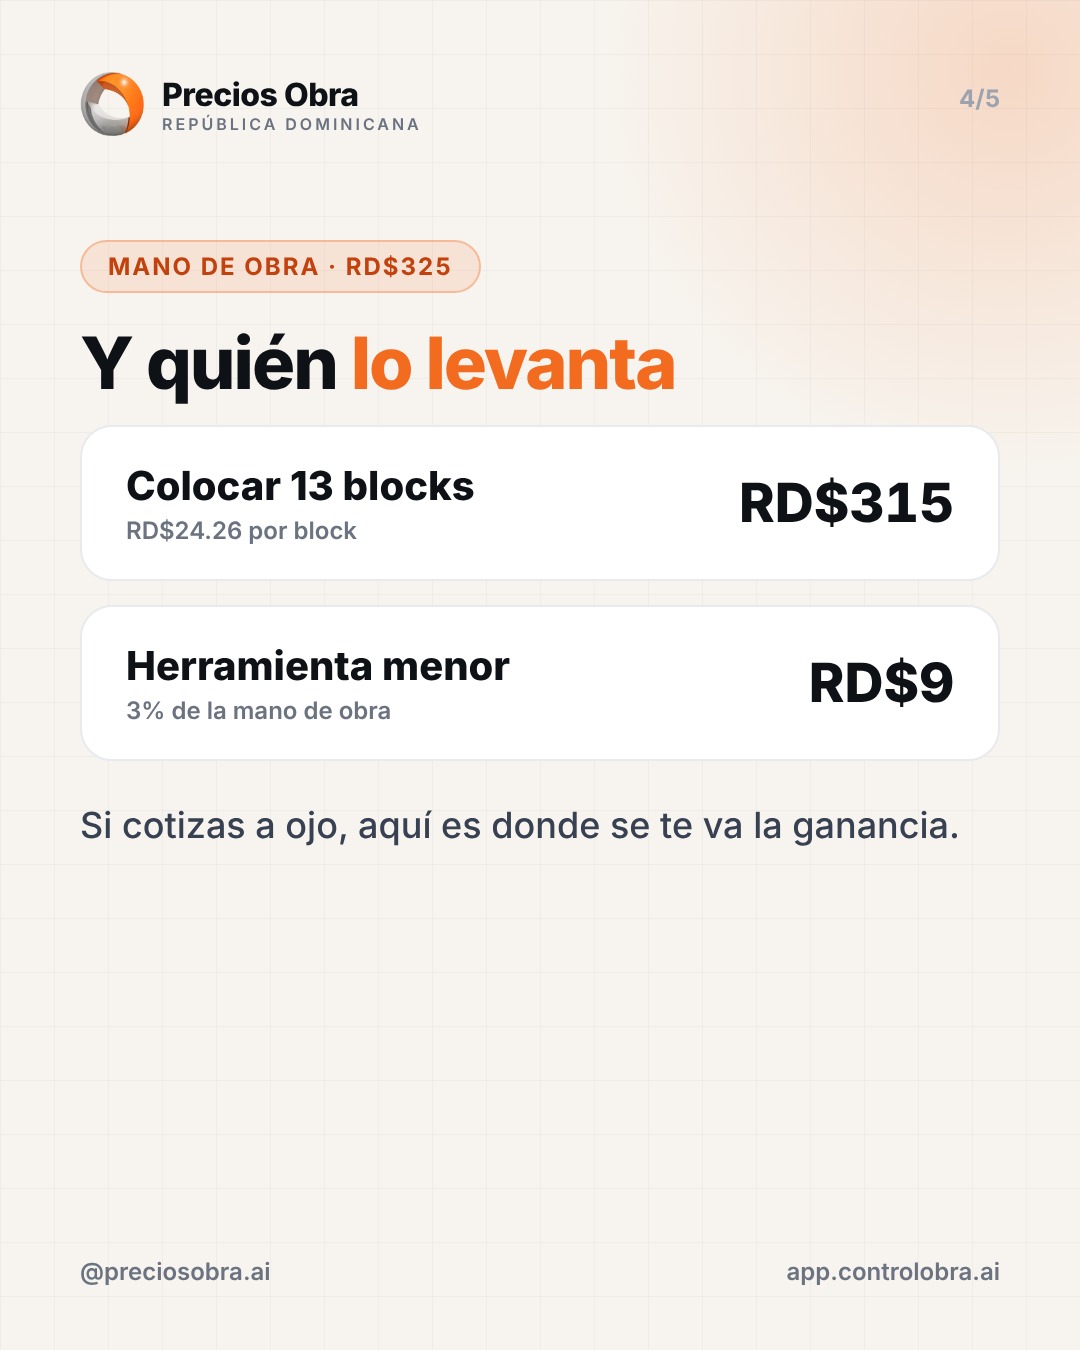 Precios Obra
REPÚBLICA DOMINICANA
4/5
MANO DE OBRA · RD$325
Y quién lo levanta
Colocar 13 blocks
RD$24.26 por block
RD$315
Herramienta menor
3% de la mano de obra
RD$9
Si cotizas a ojo, aquí es donde se te va la ganancia.
@preciosobra.ai
app.controlobra.ai